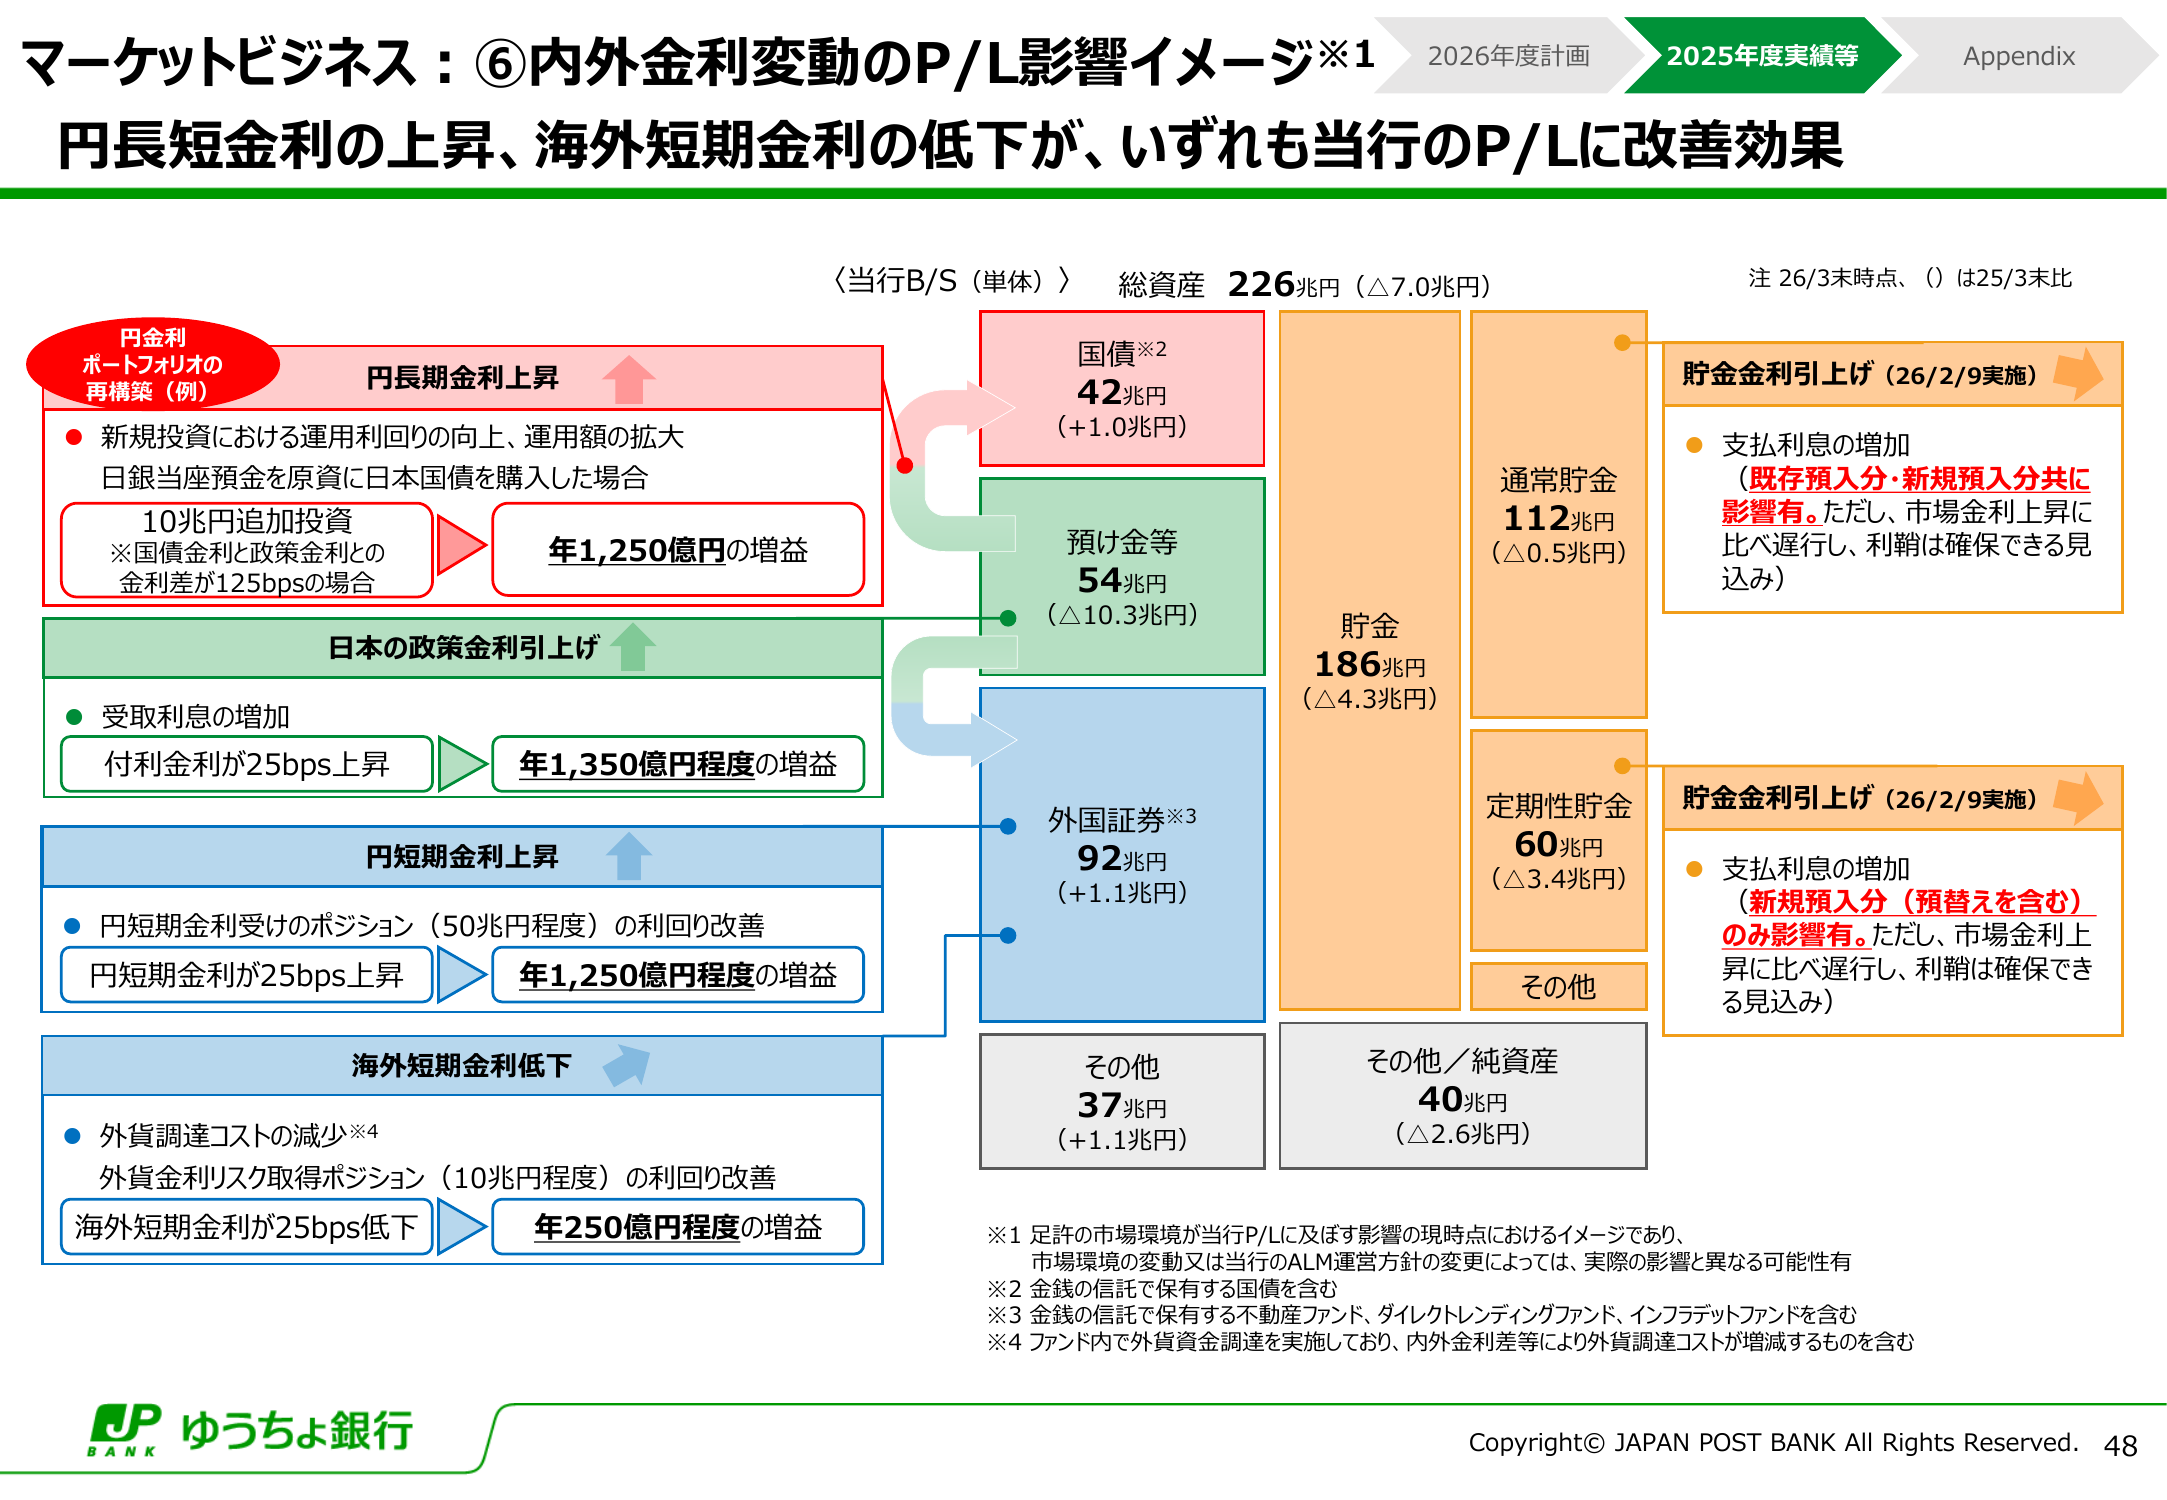 マーケットビジネス：⑥内外金利変動のP/L影響イメージ※1
2026年度計画
2025年度実績等
Appendix
円長短金利の上昇、海外短期金利の低下が、いずれも当行のP/Lに改善効果
〈当行B/S（単体）〉 総資産 226兆円（△7.0兆円）
注 26/3末時点、（）は25/3末比
円金利
ポートフォリオの
再構築（例）
円長期金利上昇
● 新規投資における運用利回りの向上、運用額の拡大
日銀当座預金を原資に日本国債を購入した場合
10兆円追加投資
※国債金利と政策金利との
金利差が125bpsの場合
年1,250億円の増益
日本の政策金利引上げ
● 受取利息の増加
付利金利が25bps上昇
年1,350億円程度の増益
円短期金利上昇
● 円短期金利受けのポジション（50兆円程度）の利回り改善
円短期金利が25bps上昇
年1,250億円程度の増益
海外短期金利低下
● 外貨調達コストの減少※4
外貨金利リスク取得ポジション（10兆円程度）の利回り改善
海外短期金利が25bps低下
年250億円程度の増益
国債※2
42兆円
（+1.0兆円）
預け金等
54兆円
（△10.3兆円）
外国証券※3
92兆円
（+1.1兆円）
その他
37兆円
（+1.1兆円）
貯金
186兆円
（△4.3兆円）
通常貯金
112兆円
（△0.5兆円）
定期性貯金
60兆円
（△3.4兆円）
その他
その他／純資産
40兆円
（△2.6兆円）
貯金金利引上げ（26/2/9実施）
● 支払利息の増加
（既存預入分・新規預入分共に
影響有。ただし、市場金利上昇に
比べ遅行し、利鞘は確保できる見
込み）
貯金金利引上げ（26/2/9実施）
● 支払利息の増加
（新規預入分（預替えを含む）
のみ影響有。ただし、市場金利上
昇に比べ遅行し、利鞘は確保でき
る見込み）
※1 足許の市場環境が当行P/Lに及ぼす影響の現時点におけるイメージであり、
市場環境の変動又は当行のALM運営方針の変更によっては、実際の影響と異なる可能性有
※2 金銭の信託で保有する国債を含む
※3 金銭の信託で保有する不動産ファンド、ダイレクトレンディングファンド、インフラデットファンドを含む
※4 ファンド内で外貨資金調達を実施しており、内外金利差等により外貨調達コストが増減するものを含む
JP
BANK
ゆうちょ銀行
Copyright© JAPAN POST BANK All Rights Reserved. 48